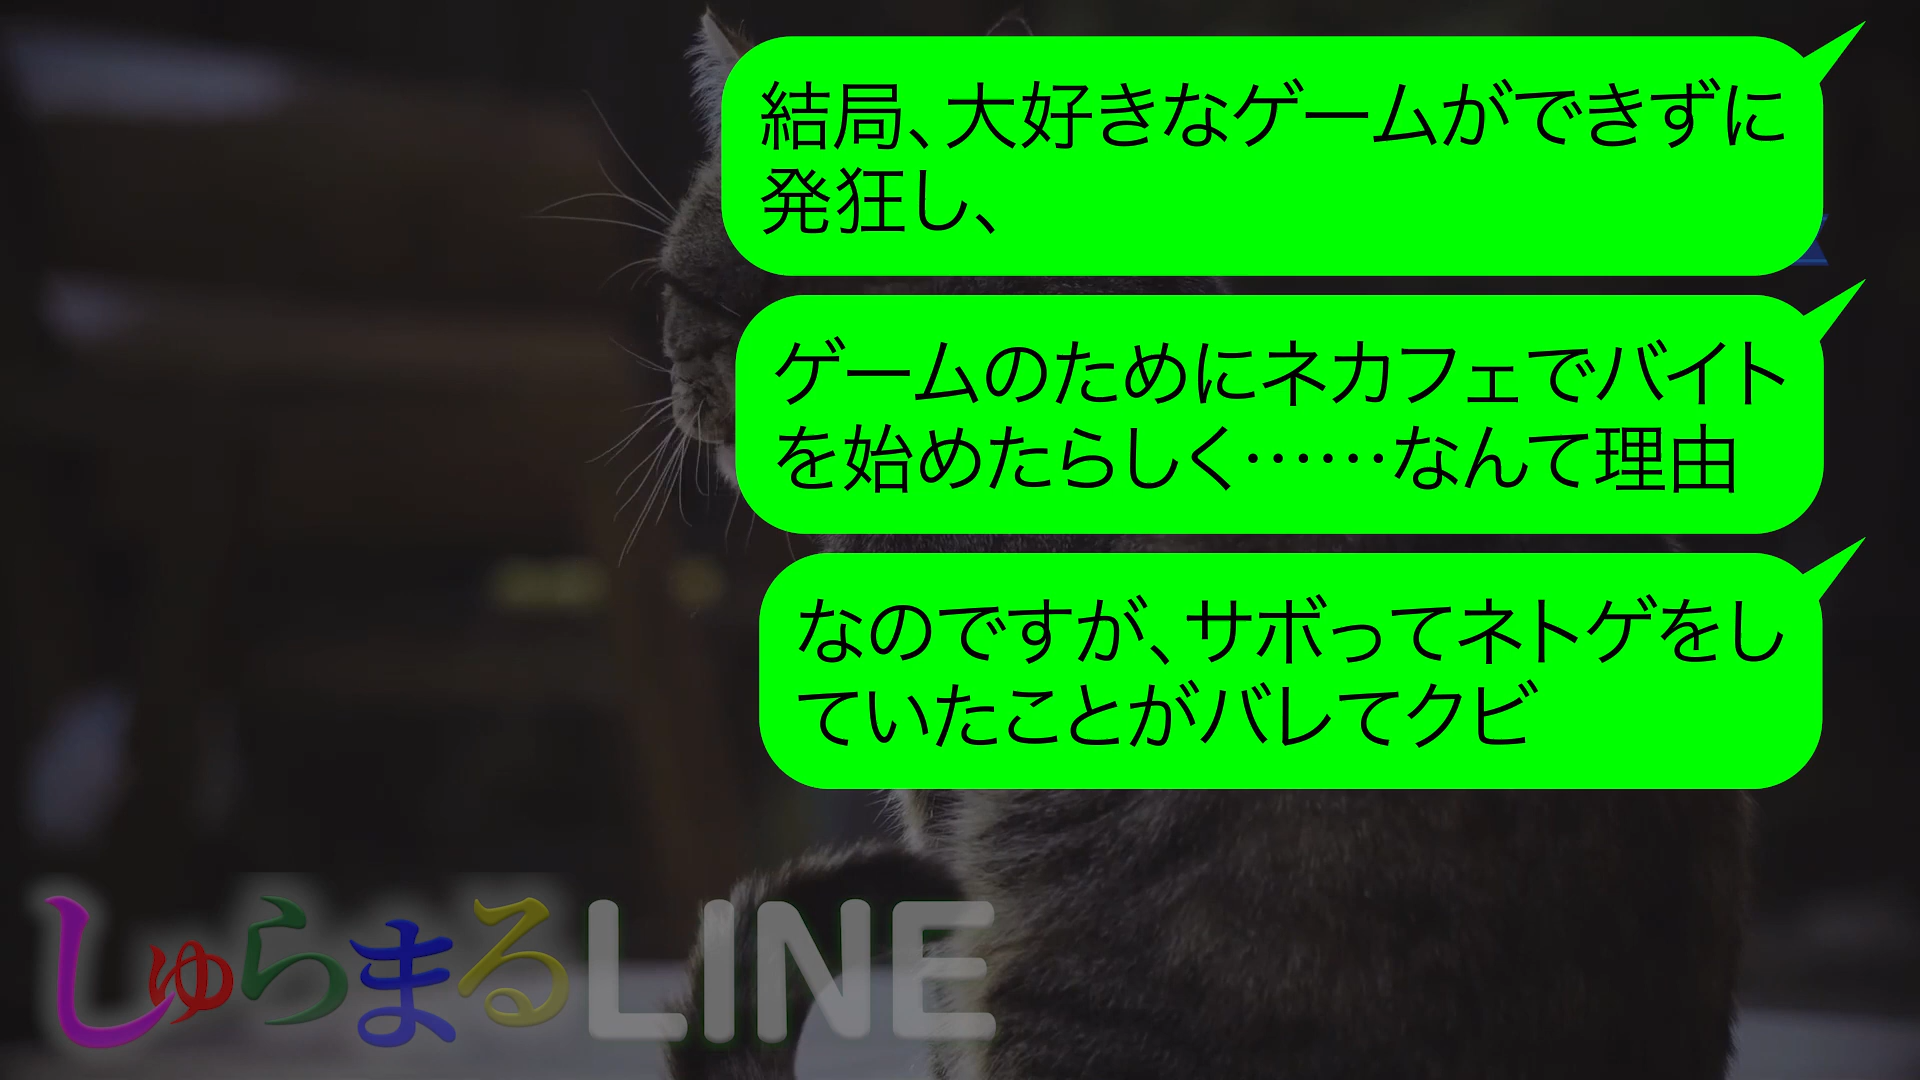 結局、大好きなゲームができずに
発狂し、
ゲームのためにネカフェでバイト
を始めたらしく……なんて理由
なのですが、サボってネトゲをし
ていたことがバレてクビ
しゅらまるLINE